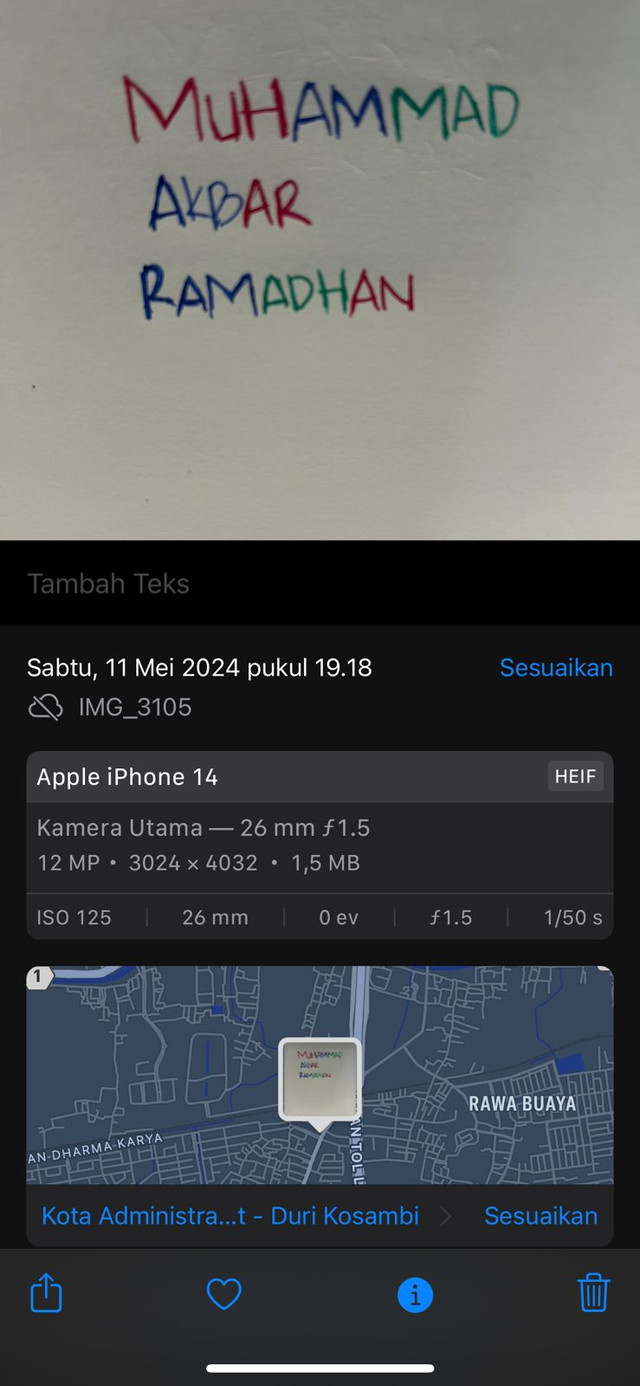 MUHAMMAD
AKBAR
RAMADHAN
Tambah Teks
Sabtu, 11 Mei 2024 pukul 19.18
Sesuaikan
IMG_3105
Apple iPhone 14
HEIF
Kamera Utama — 26 mm ƒ1.5
12 MP • 3024 × 4032 • 1,5 MB
ISO 125
26 mm
0 ev
ƒ1.5
1/50 s
1
MUHAMMAD
AKBAR
RAMADHAN
RAWA BUAYA
AN DHARMA KARYA
Kota Administra...t - Duri Kosambi
Sesuaikan